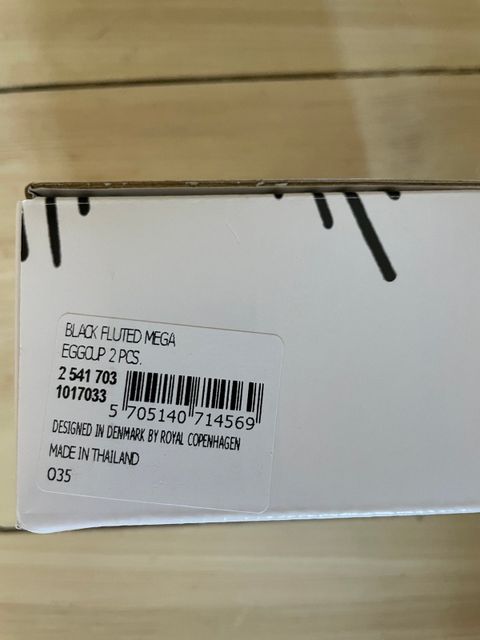 BLACK FLUTED MEGA
EGGCUP 2 PCS.
2 541 703
1017033
5 705140 714569
DESIGNED IN DENMARK BY ROYAL COPENHAGEN
MADE IN THAILAND
035